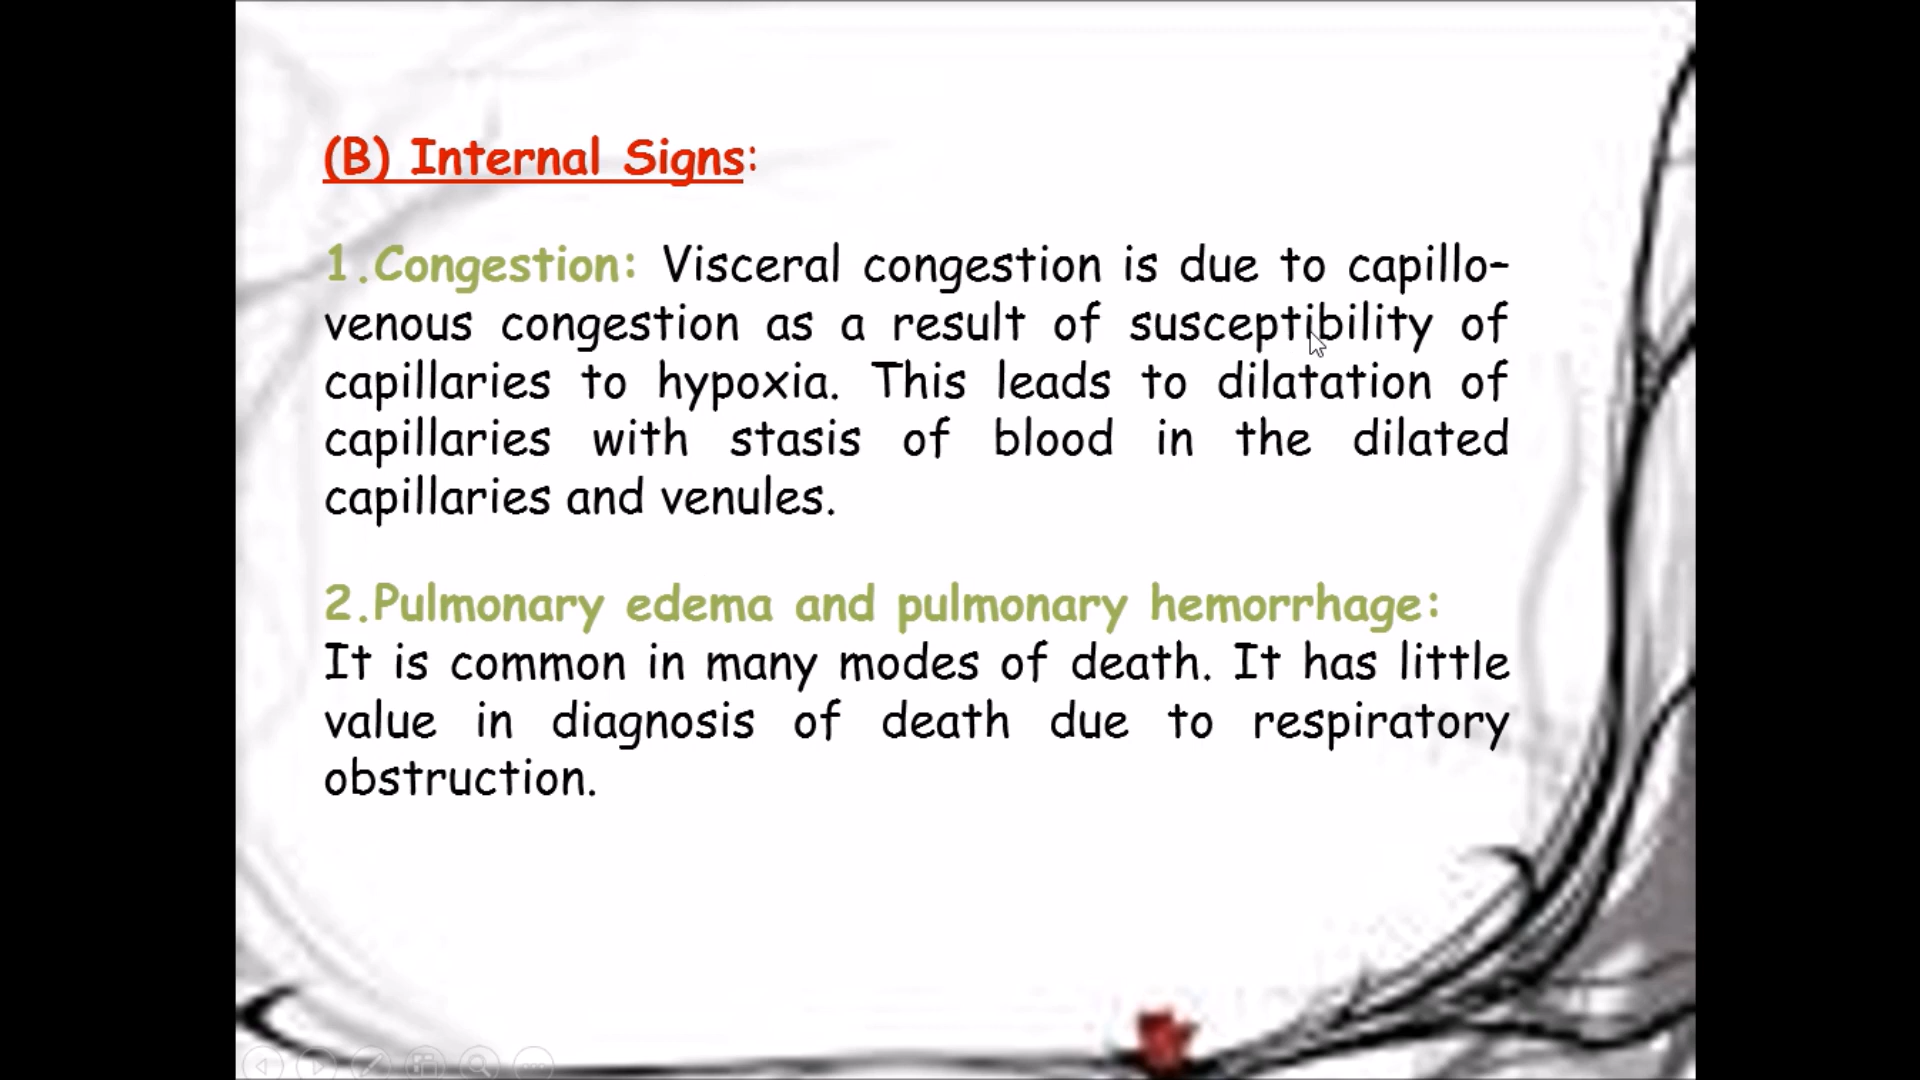 (B) Internal Signs:
1.Congestion: Visceral congestion is due to capillo-
venous congestion as a result of susceptibility of
capillaries to hypoxia. This leads to dilatation of
capillaries with stasis of blood in the dilated
capillaries and venules.
2.Pulmonary edema and pulmonary hemorrhage:
It is common in many modes of death. It has little
value in diagnosis of death due to respiratory
obstruction.